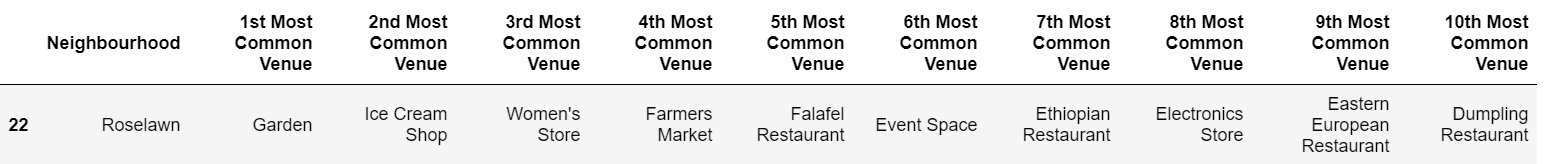 Neighbourhood 1st Most Common Venue 2nd Most Common Venue 3rd Most Common Venue 4th Most Common Venue 5th Most Common Venue 6th Most Common Venue 7th Most Common Venue 8th Most Common Venue 9th Most Common Venue 10th Most Common Venue
22 Roselawn Garden Ice Cream Shop Women's Store Farmers Market Falafel Restaurant Event Space Ethiopian Restaurant Electronics Store Eastern European Restaurant Dumpling Restaurant